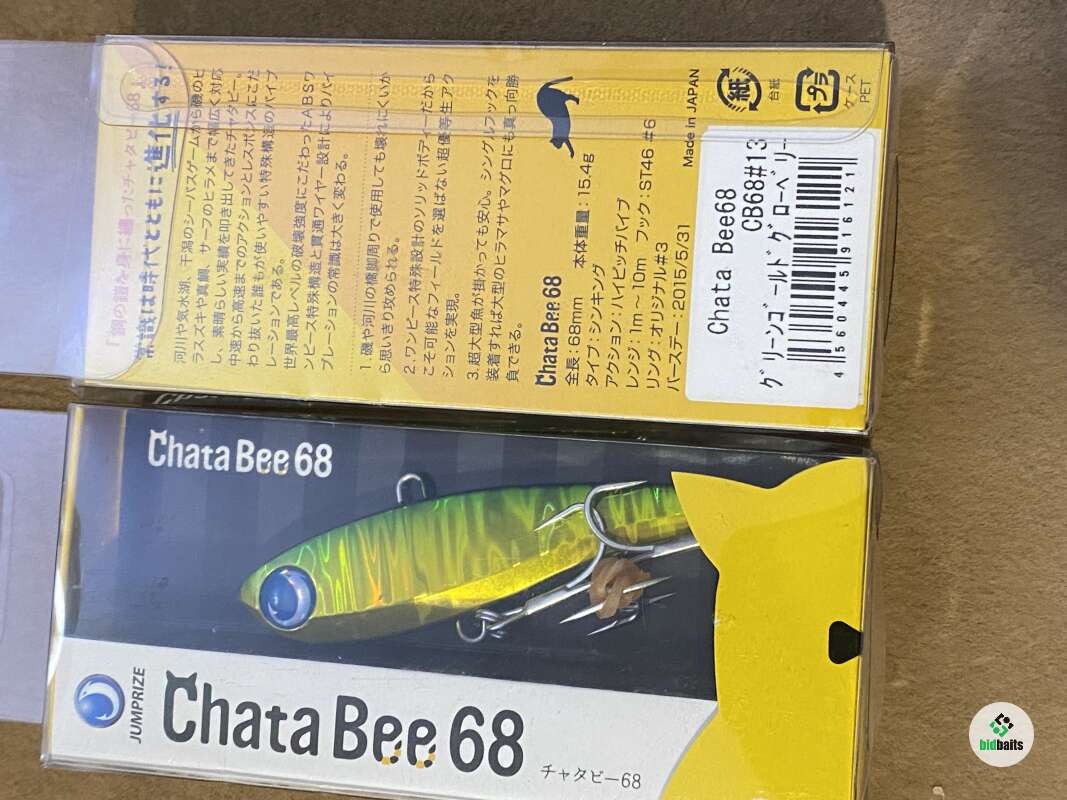 「鋼の鎧を身に纏ったチャタビー68」
常識は時代とともに進化する!
河川や気水湖、干潟のシーバスゲームから磯のヒ
ラスズキや真鯛、サーフのヒラメまで幅広く対応
し、素晴らしい実績を叩き出してきたチャタビー。
中速から高速までのアクションとレスポンスにこだ
わり抜いた誰もが使いやすい特殊構造のバイブ
レーションである。
世界最高レベルの破壊強度にこだわったABSワ
ンピース特殊構造と貫通ワイヤー設計によりバイ
ブレーションの常識は大きく変わる。
1.磯や河川の橋脚周りで使用しても壊れにくいか
ら思いきり攻められる。
2.ワンピース特殊設計のソリッドボディーだから
こそ可能なフィールドを選ばない超優等生アク
ションを実現。
3.超大型魚が掛かっても安心。シングルフックを
装着すれば大型のヒラマサやマグロにも真っ向勝
負できる。
Chata Bee 68
全長:68mm 本体重量:15.4g
タイプ:シンキング
アクション:ハイピッチバイブ
レンジ:1m〜10m フック:ST46 #6
リング:オリジナル#3
バースデー:2015/5/31
Made in JAPAN
紙
台紙
プラ
ケース
PET
Chata Bee68
CB68#13
グリーンゴールドグローベリー
4 560445 916121
Chata Bee 68
JUMPRIZE
Chata Bee 68
チャタビー68
bidbaits